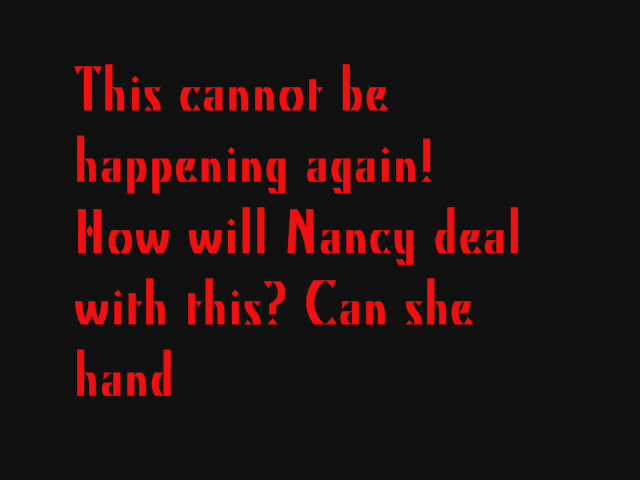 This cannot be
happening again!
How will Nancy deal
with this? Can she
hand